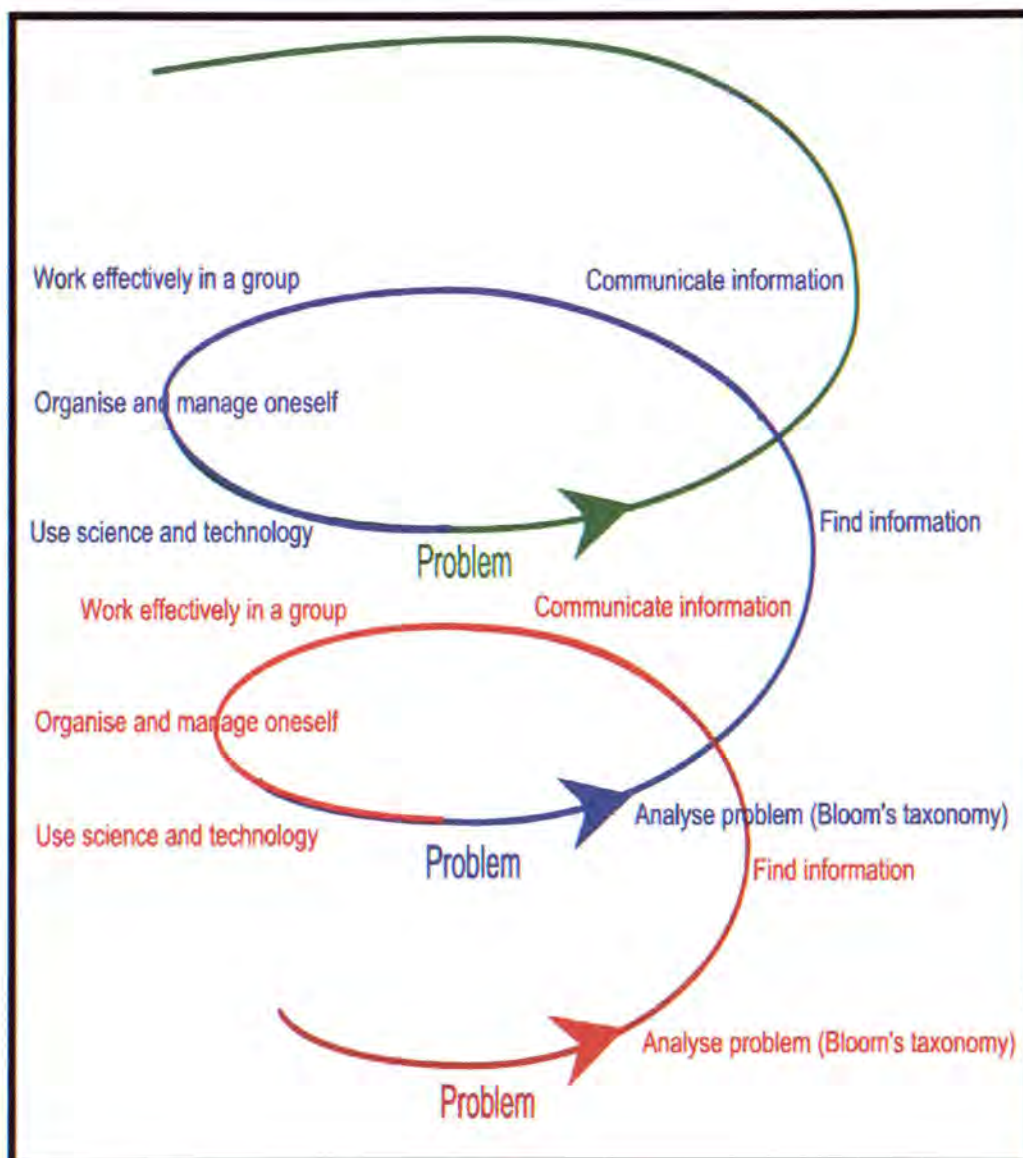 Work effectively in a group
Communicate information
Organise and manage oneself
Use science and technology
Find information
Problem
Work effectively in a group
Communicate information
Organise and manage oneself
Analyse problem (Bloom's taxonomy)
Use science and technology
Problem
Find information
Analyse problem (Bloom's taxonomy)
Problem